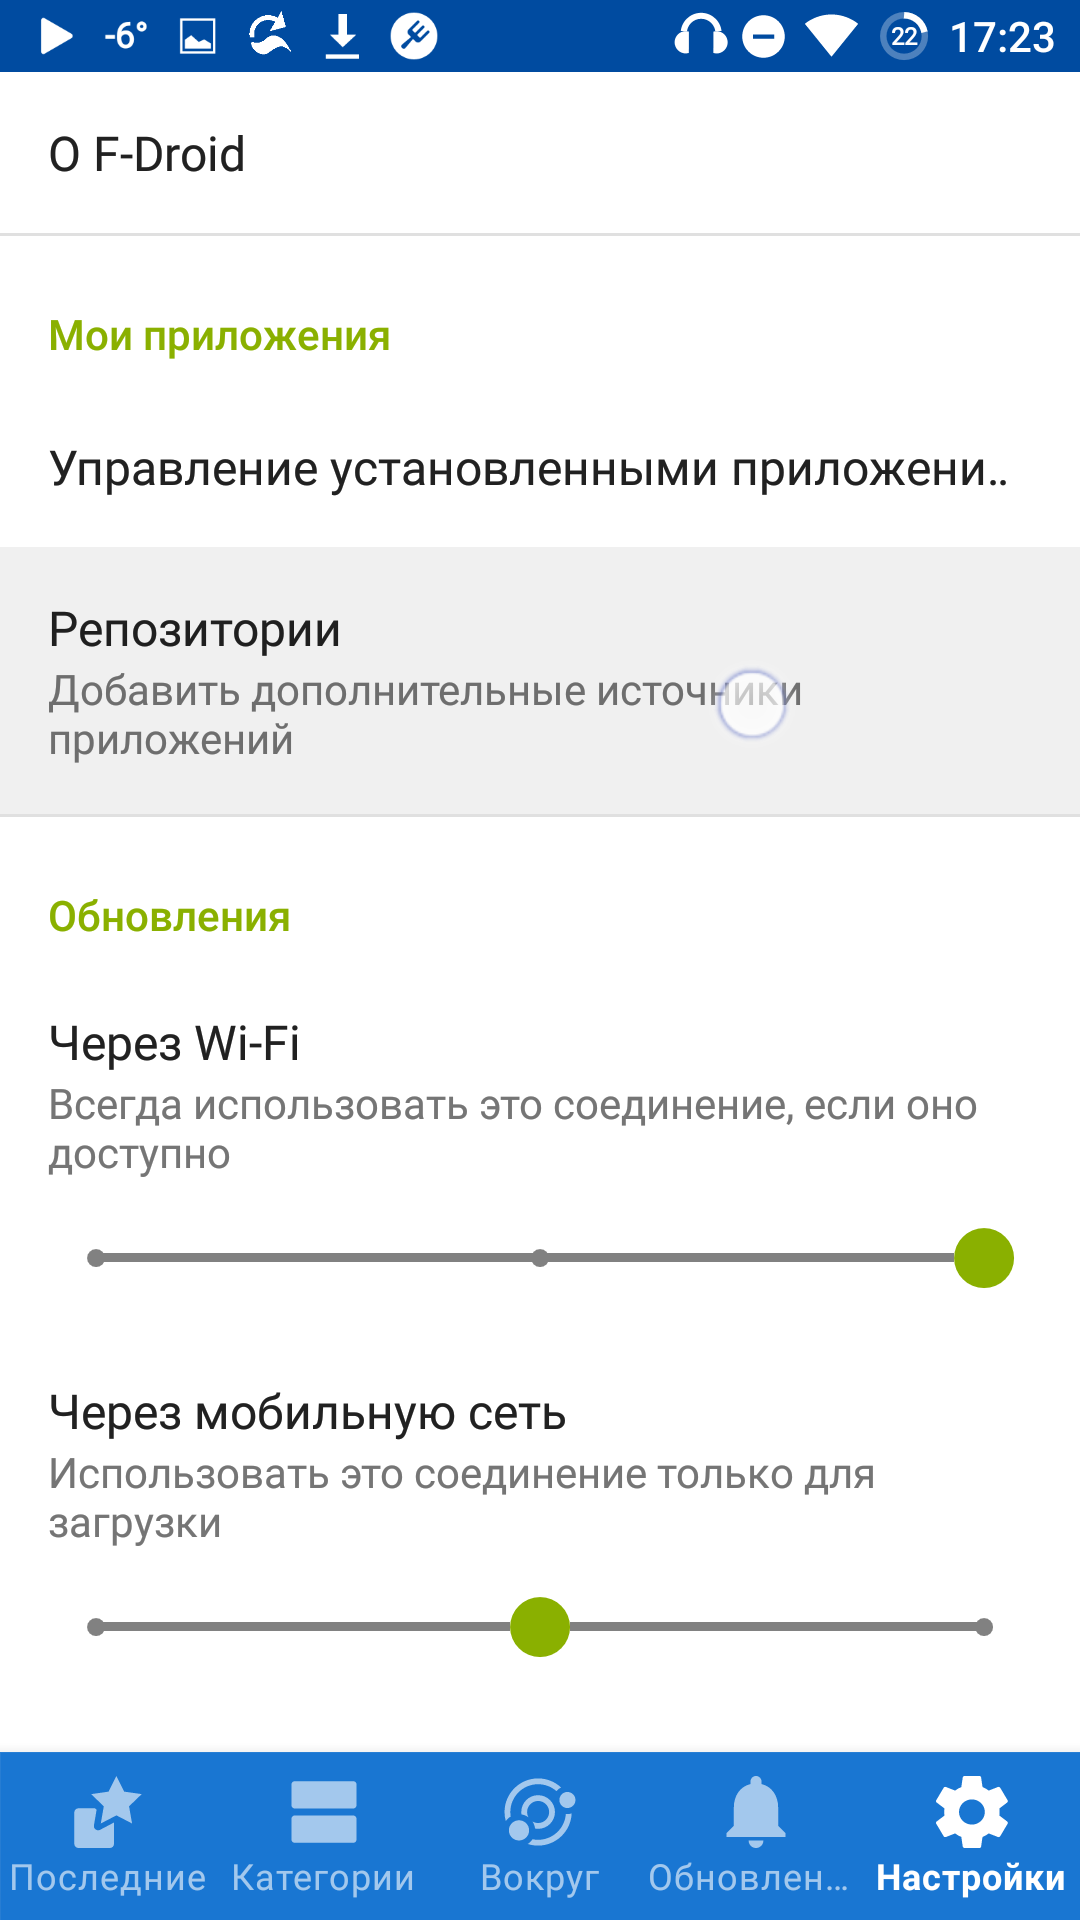 -6°
22
17:23
О F-Droid
Мои приложения
Управление установленными приложени..
Репозитории
Добавить дополнительные источники
приложений
Обновления
Через Wi-Fi
Всегда использовать это соединение, если оно
доступно
Через мобильную сеть
Использовать это соединение только для
загрузки
Последние
Категории
Вокруг
Обновлен...
Настройки